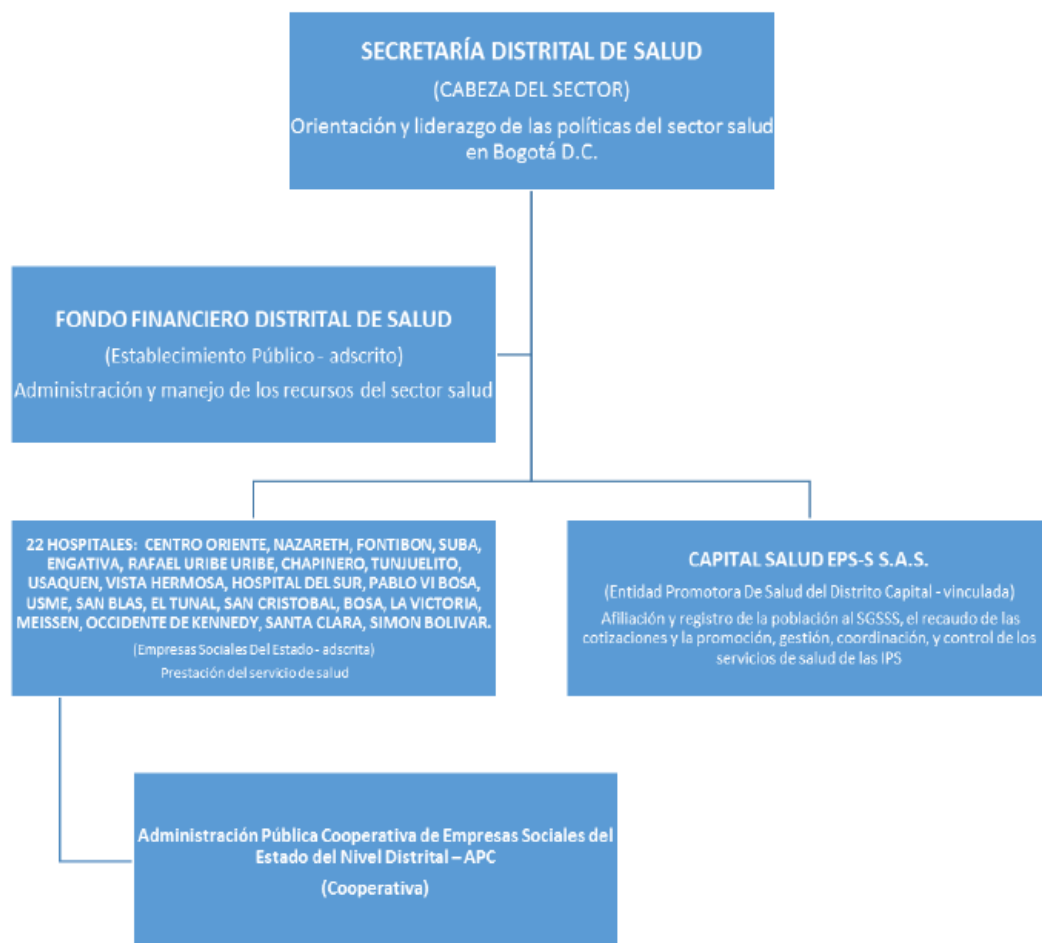 SECRETARÍA DISTRITAL DE SALUD
(CABEZA DEL SECTOR)
Orientación y liderazgo de las políticas del sector salud
en Bogotá D.C.
FONDO FINANCIERO DISTRITAL DE SALUD
(Establecimiento Público - adscrito)
Administración y manejo de los recursos del sector salud
22 HOSPITALES: CENTRO ORIENTE, NAZARETH, FONTIBON, SUBA,
ENGATIVA, RAFAEL URIBE URIBE, CHAPINERO, TUNJUELITO,
USAQUEN, VISTA HERMOSA, HOSPITAL DEL SUR, PABLO VI BOSA,
USME, SAN BLAS, EL TUNAL, SAN CRISTOBAL, BOSA, LA VICTORIA,
MEISSEN, OCCIDENTE DE KENNEDY, SANTA CLARA, SIMON BOLIVAR.
(Empresas Sociales Del Estado - adscrita)
Prestación del servicio de salud
CAPITAL SALUD EPS-S S.A.S.
(Entidad Promotora De Salud del Distrito Capital - vinculada)
Afiliación y registro de la población al SGSSS, el recaudo de las
cotizaciones y la promoción, gestión, coordinación, y control de los
servicios de salud de las IPS
Administración Pública Cooperativa de Empresas Sociales del
Estado del Nivel Distrital – APC
(Cooperativa)